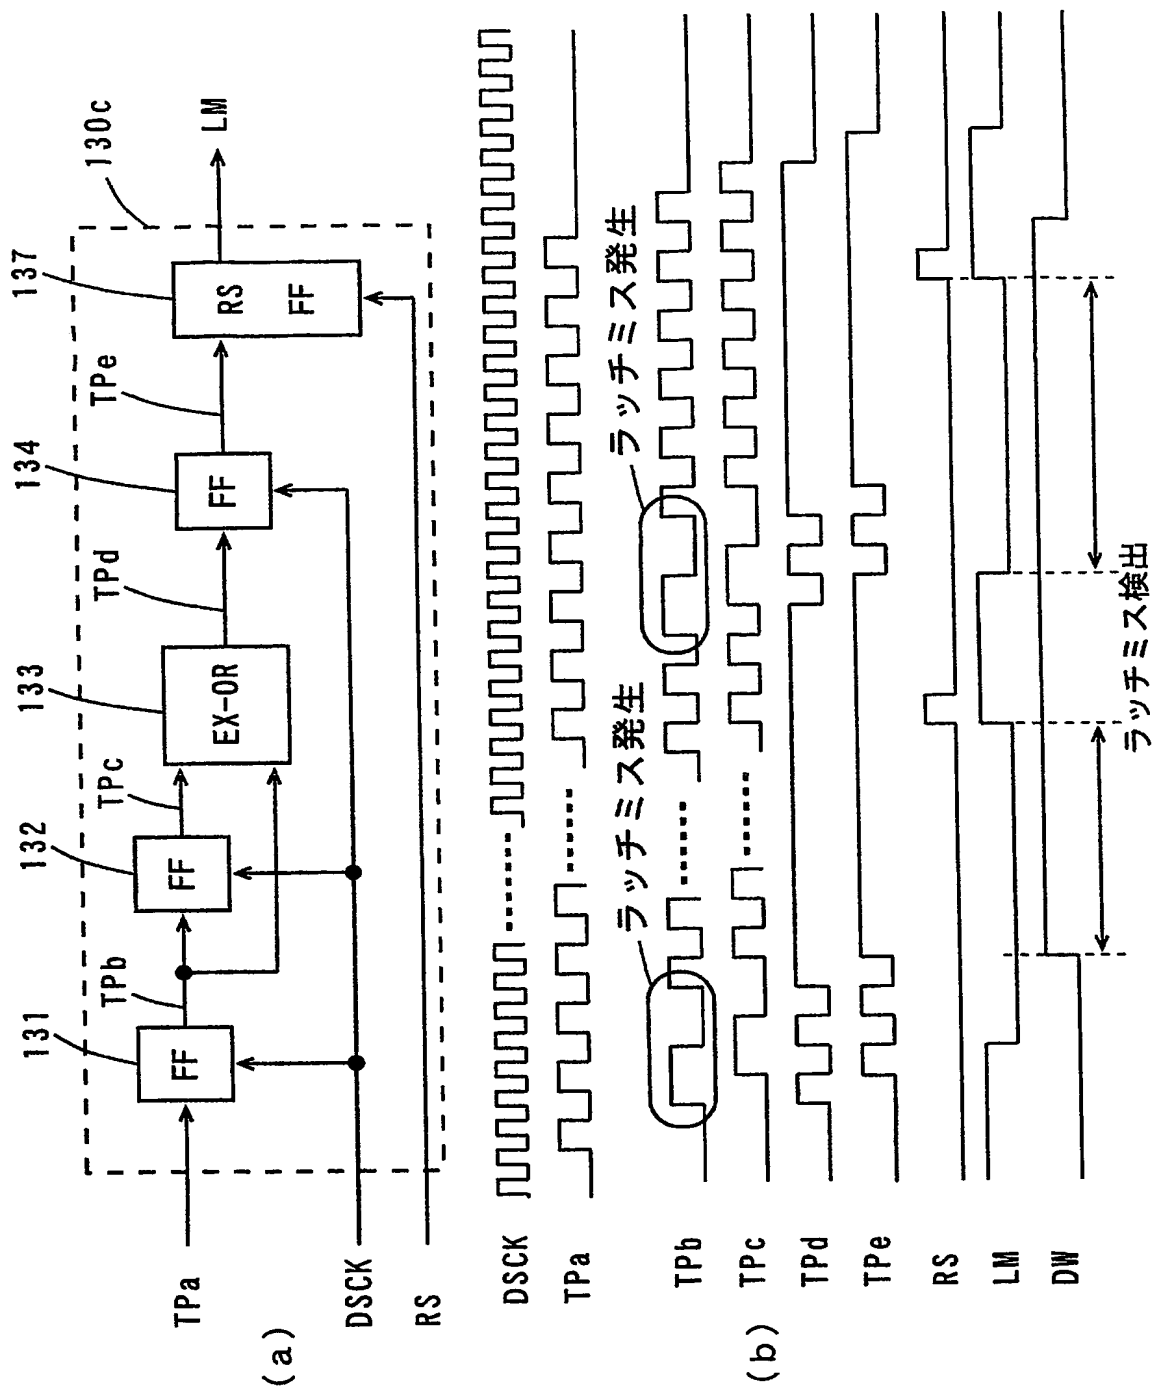 (a)
130c
131
132
133
134
137
TPa
FF
TPb
FF
TPc
EX-OR
TPd
FF
TPe
RS
FF
LM
DSCK
RS
(b)
DSCK
TPa
ラッチミス発生
ラッチミス発生
TPb
TPc
TPd
TPe
RS
LM
DW
ラッチミス検出